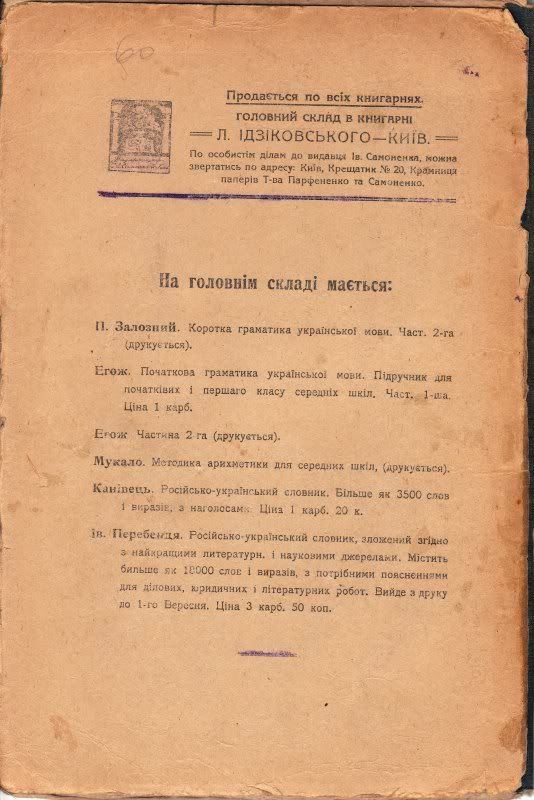 60
Продається по всіх книгарнях.
ГОЛОВНИЙ СКЛАД В КНИГАРНІ
Л. ІДЗІКОВСЬКОГО—КИЇВ.
По особистім ділам до видавця Ів. Самоненка, можна
звертатись по адресу: Київ, Крещатик № 20, Крамниця
паперів Т-ва Парфененко та Самоненко.
На головнім складі мається:
П. Залозний. Коротка граматика української мови. Част. 2-га
(друкується).
Егож. Початкова граматика української мови. Підручник для
початківих і першаго класу середніх шкіл. Част. 1-ша.
Ціна 1 карб.
Егож Частина 2 га (друкується).
Мукало. Методика арихметики для середних шкіл, (друкується).
Канівець. Російсько-український словник. Більше як 3500 слов
і виразів, з наголосами. Ціна 1 карб. 20 к.
Ів. Перебендя. Російсько-український словник, зложений згідно
з найкращими литературн. і науковими джерелами. Містять
бильше як 18000 слов і виразів, з потрібними пояснєннями
для ділових, юридичних і літературних робот. Вийде з друку
до 1-го Вересня. Ціна 3 карб. 50 коп.